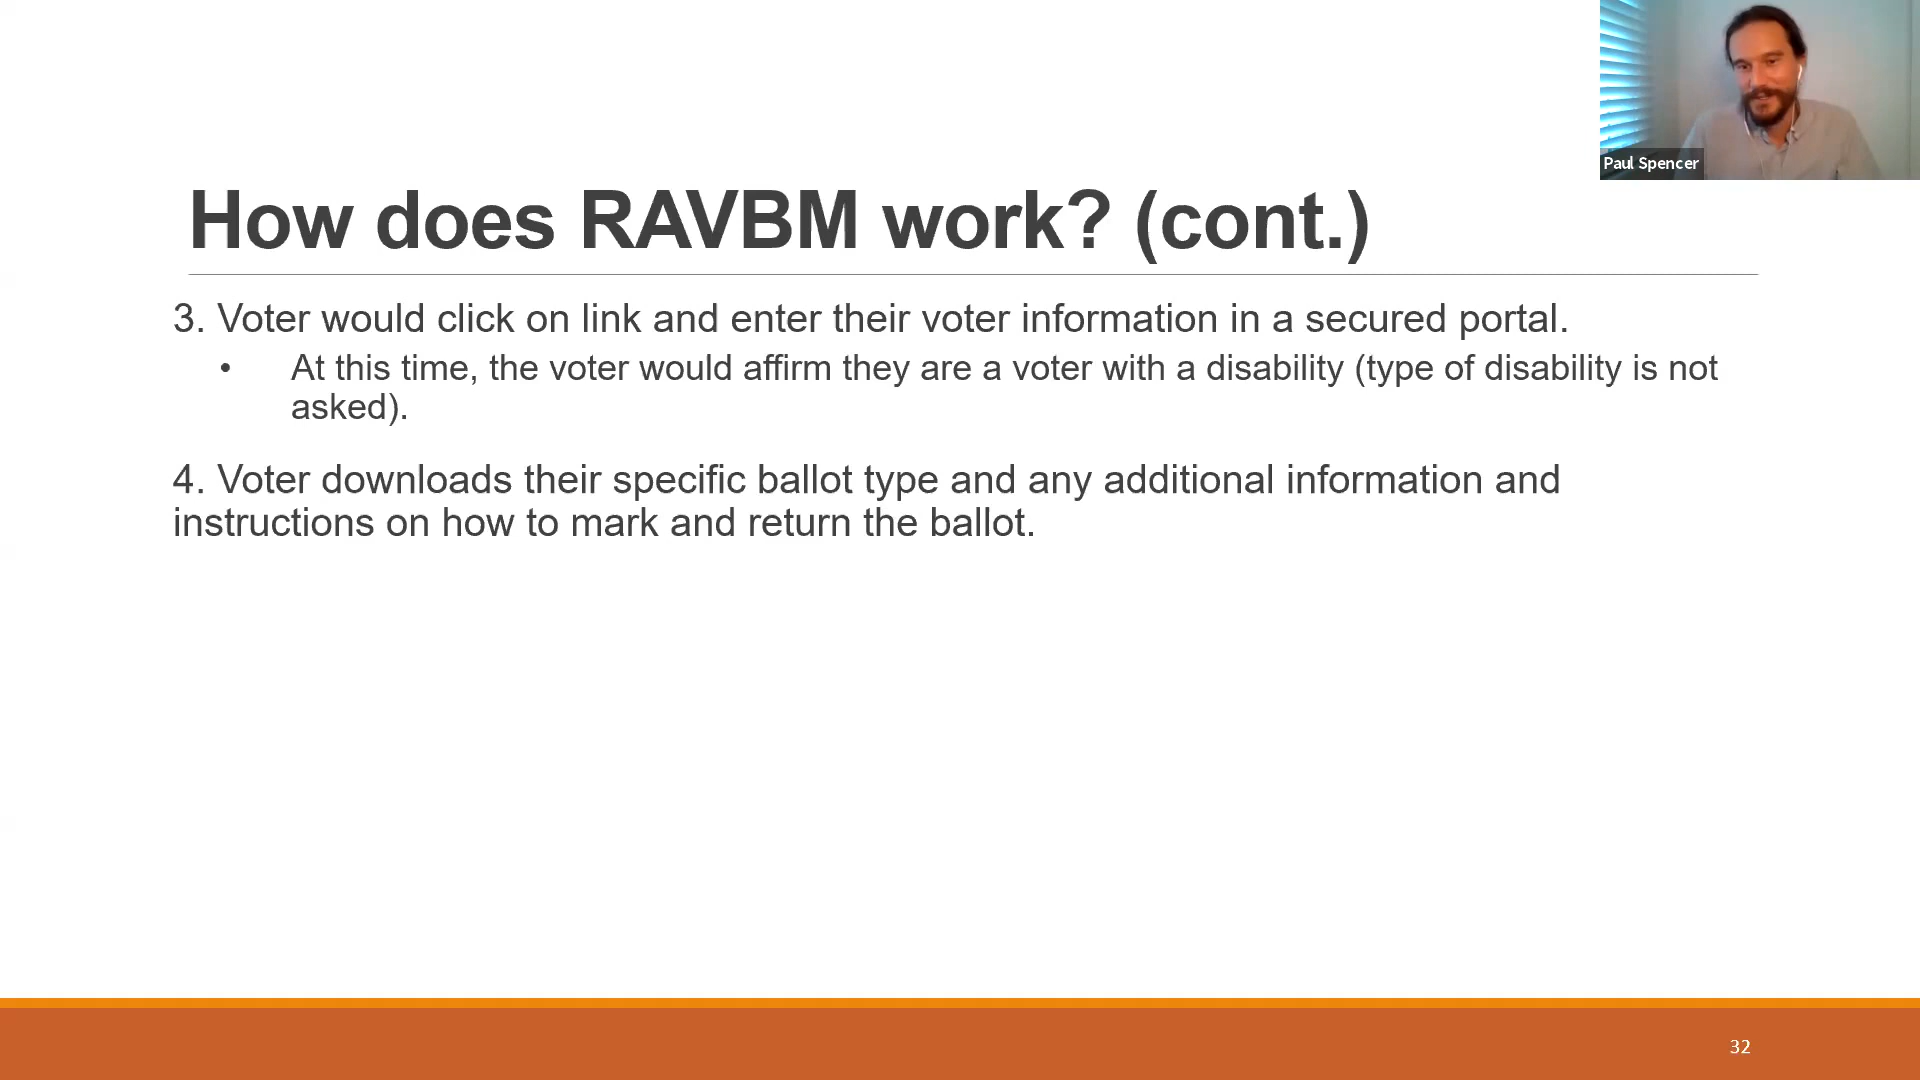 Paul Spencer
How does RAVBM work? (cont.)
3. Voter would click on link and enter their voter information in a secured portal.
• At this time, the voter would affirm they are a voter with a disability (type of disability is not
asked).
4. Voter downloads their specific ballot type and any additional information and
instructions on how to mark and return the ballot.
32